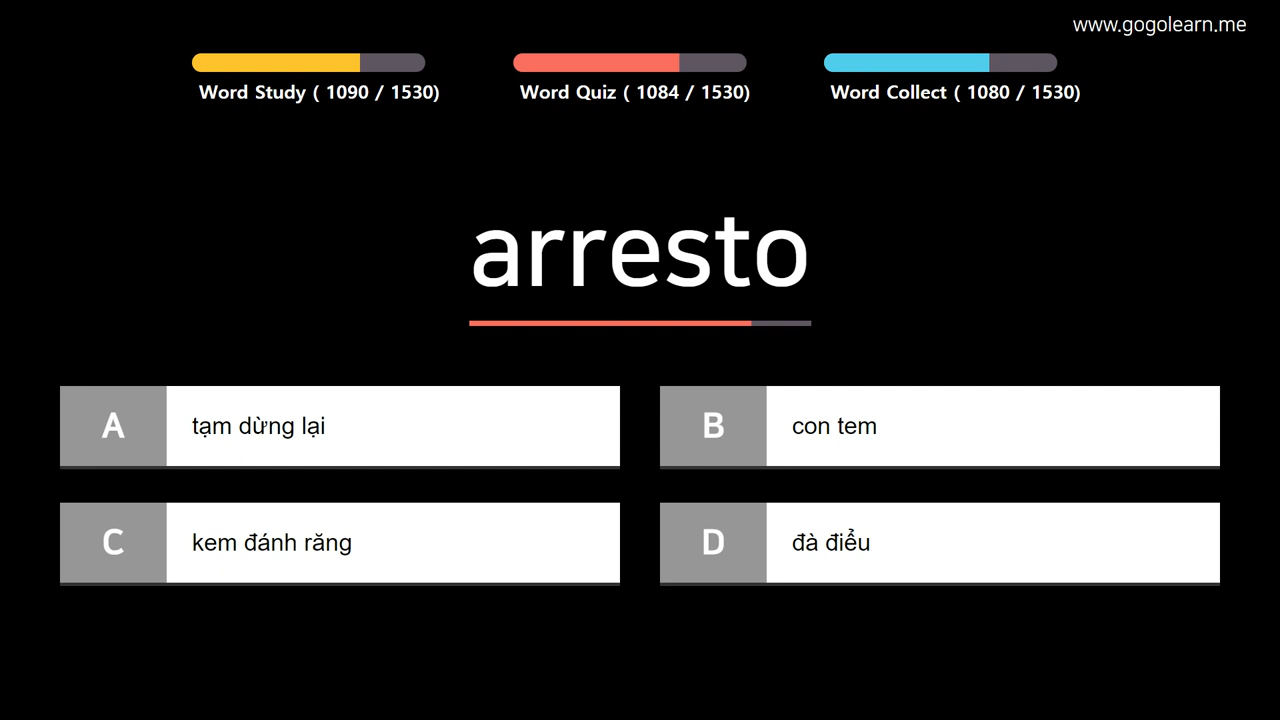 www.gogolearn.me
Word Study ( 1090 / 1530)
Word Quiz ( 1084 / 1530)
Word Collect ( 1080 / 1530)
arresto
A tạm dừng lại
B con tem
C kem đánh răng
D đà điểu